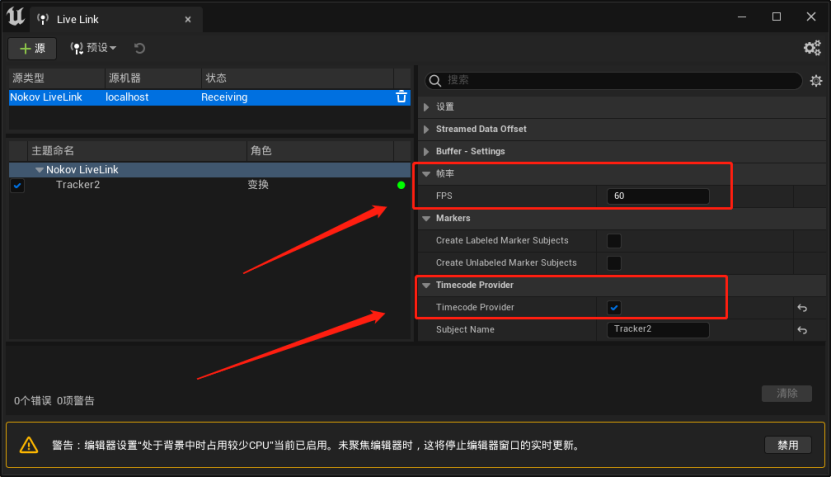 Live Link
源 预设
源类型 源机器 状态
Nokov LiveLink localhost Receiving
主题命名 角色
Nokov LiveLink
Tracker2 变换
搜索
设置
Streamed Data Offset
Buffer - Settings
帧率
FPS 60
Markers
Create Labeled Marker Subjects
Create Unlabeled Marker Subjects
Timecode Provider
Timecode Provider
Subject Name Tracker2
0个错误 0项警告
清除
警告：编辑器设置"处于背景中时占用较少CPU"当前已启用。未聚焦编辑器时，这将停止编辑器窗口的实时更新。
禁用